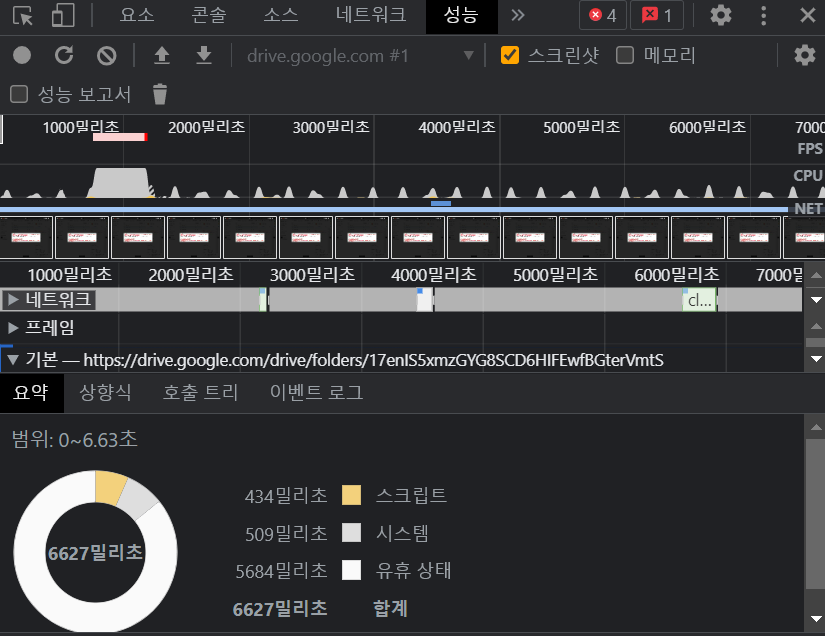 요소 콘솔 소스 네트워크 성능 » 4 1
drive.google.com #1 스크린샷 메모리
성능 보고서
1000밀리초 2000밀리초 3000밀리초 4000밀리초 5000밀리초 6000밀리초 7000
FPS
CPU
NET
1000밀리초 2000밀리초 3000밀리초 4000밀리초 5000밀리초 6000밀리초 7000밀
네트워크 cl...
프레임
기본 — https://drive.google.com/drive/folders/17enIS5xmzGYG8SCD6HIFEwfBGterVmtS
요약 상향식 호출 트리 이벤트 로그
범위: 0~6.63초
434밀리초 스크립트
509밀리초 시스템
6627밀리초
5684밀리초 유휴 상태
6627밀리초 합계